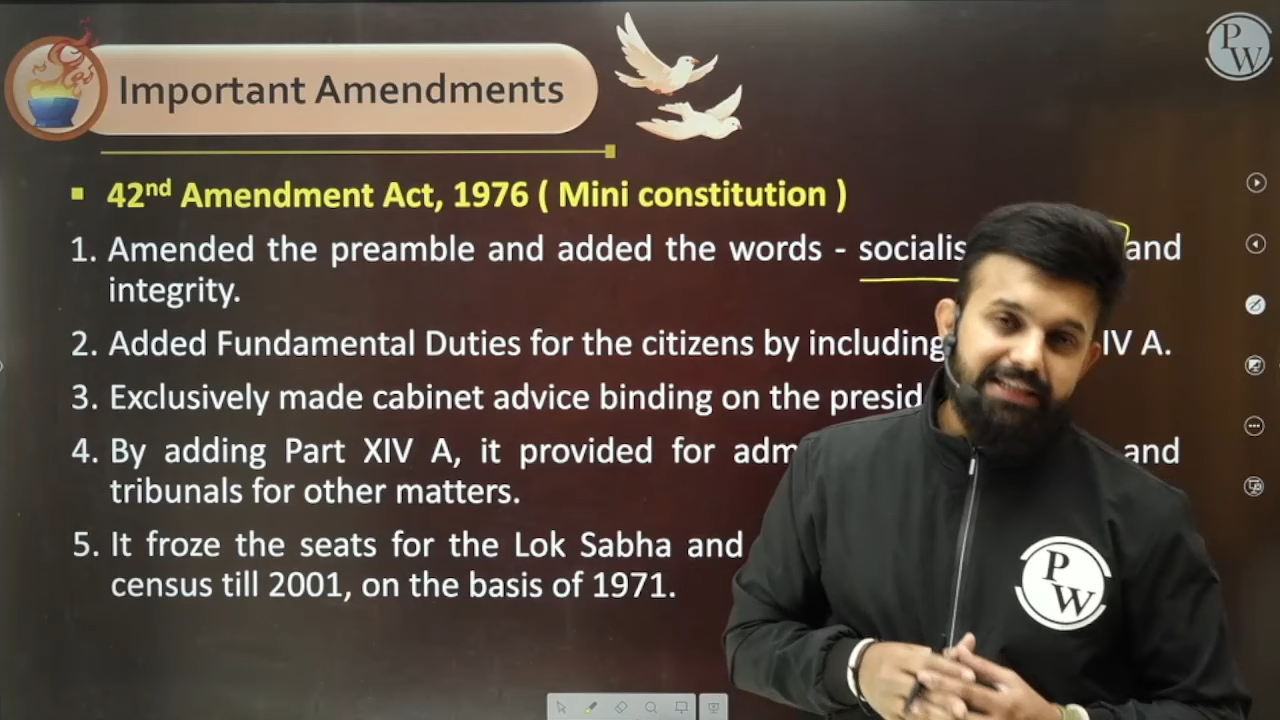 Important Amendments
PW
▪ 42nd Amendment Act, 1976 ( Mini constitution )
1. Amended the preamble and added the words - and
integrity.
2. Added Fundamental Duties for the citizens by including IV A.
3. Exclusively made cabinet advice binding on the
4. By adding Part XIV A, it provided for and
tribunals for other matters.
5. It froze the seats for the Lok Sabha and
census till 2001, on the basis of 1971.
PW